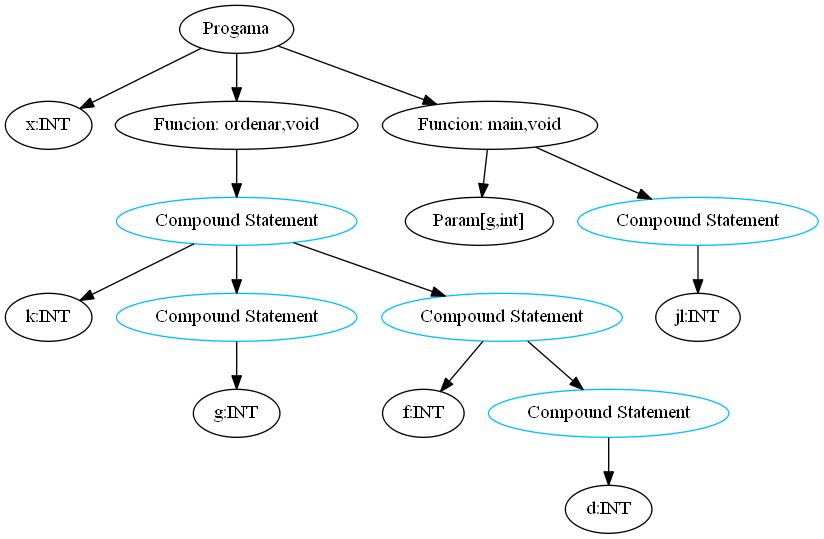 Progama
x:INT
Funcion: ordenar,void
Funcion: main,void
Compound Statement
Param[g,int]
Compound Statement
k:INT
Compound Statement
Compound Statement
jl:INT
g:INT
f:INT
Compound Statement
d:INT